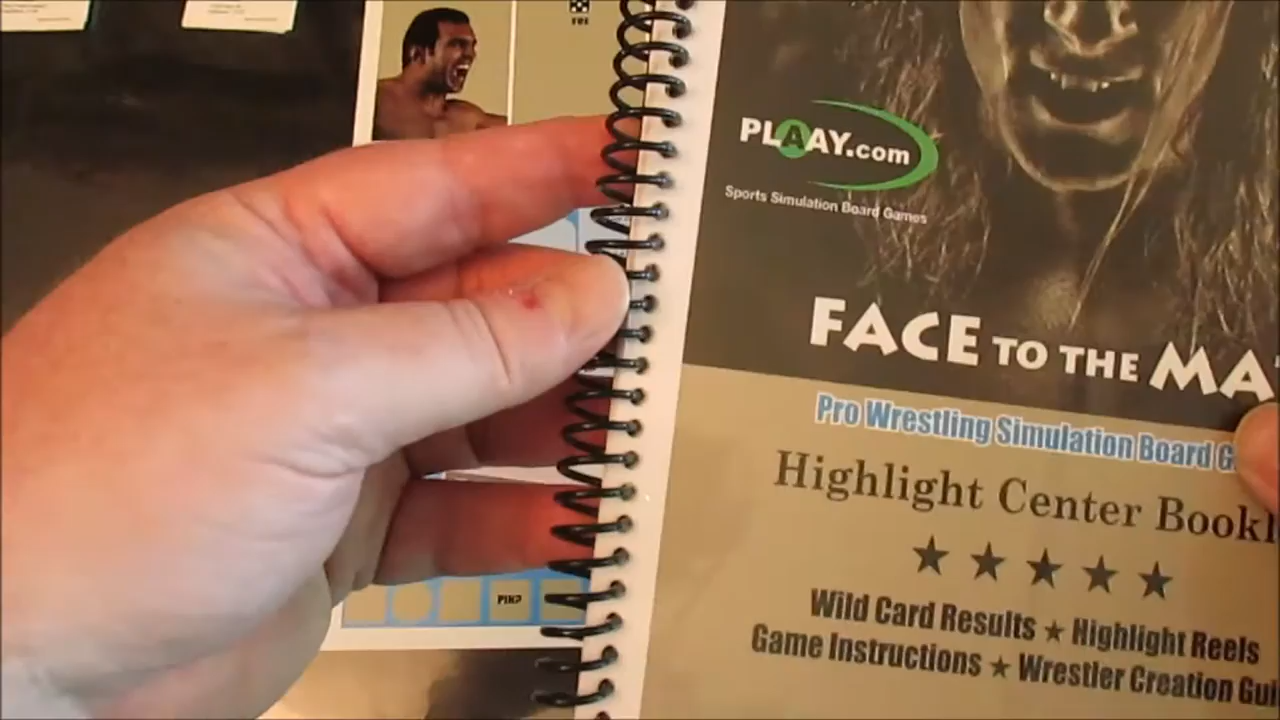 PLAAY.com
Sports Simulation Board Games
FACE TO THE MA
Pro Wrestling Simulation Board G
Highlight Center Bookl
★ ★ ★ ★ ★
Wild Card Results ★ Highlight Reels
Game Instructions ★ Wrestler Creation Gui
PIN?